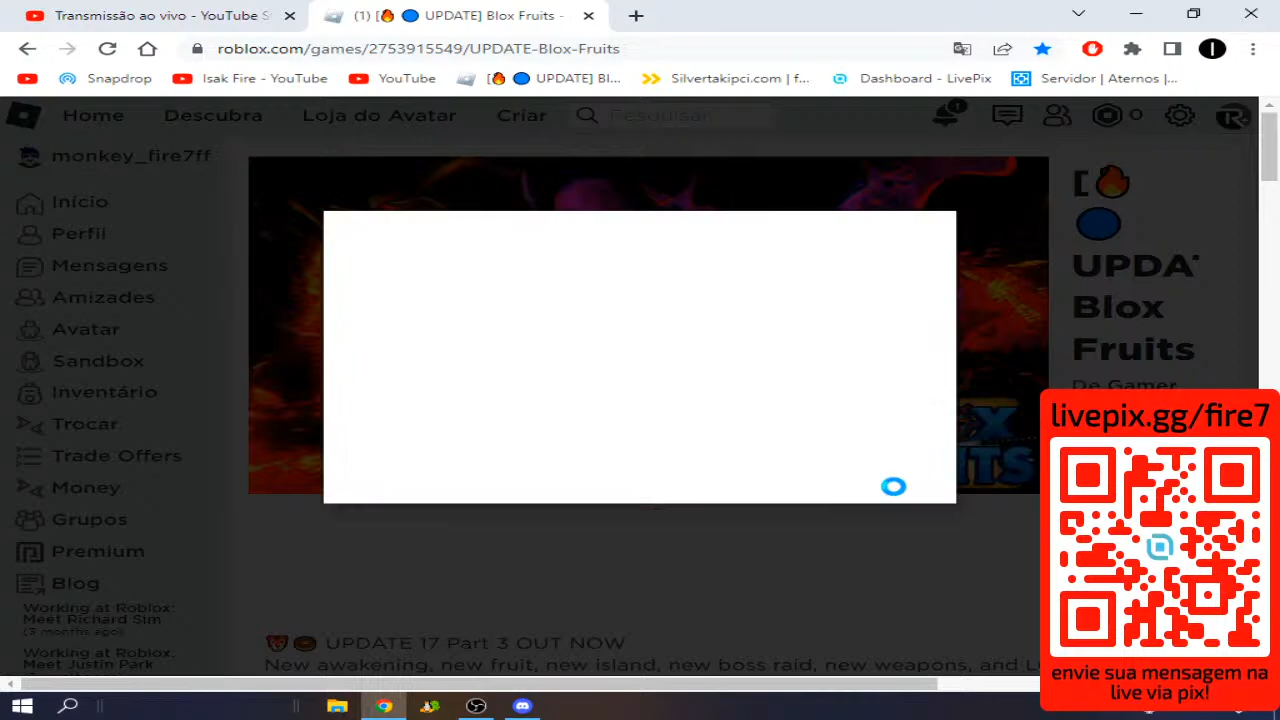 Transmissão ao vivo - YouTube S
(1) [🔥 🔵 UPDATE] Blox Fruits -
roblox.com/games/2753915549/UPDATE-Blox-Fruits
Snapdrop
Isak Fire - YouTube
YouTube
[🔥 🔵 UPDATE] Bl...
Silvertakipci.com | f...
Dashboard - LivePix
Servidor | Aternos |...
Home
Descubra
Loja do Avatar
Criar
Pesquisar
1
0
monkey_fire7ff
Início
Perfil
Mensagens
Amizades
Avatar
Sandbox
Inventário
Trocar
Trade Offers
Money
Grupos
Premium
Blog
Working at Roblox:
Meet Richard Sim
(3 months ago)
Working at Roblox:
Meet Justin Park
[🔥
🔵
UPDA
Blox
Fruits
De Gamer
UPDATE 17 Part 3 OUT NOW
New awakening, new fruit, new island, new boss raid, new weapons, and
livepix.gg/fire7
envie sua mensagem na
live via pix!